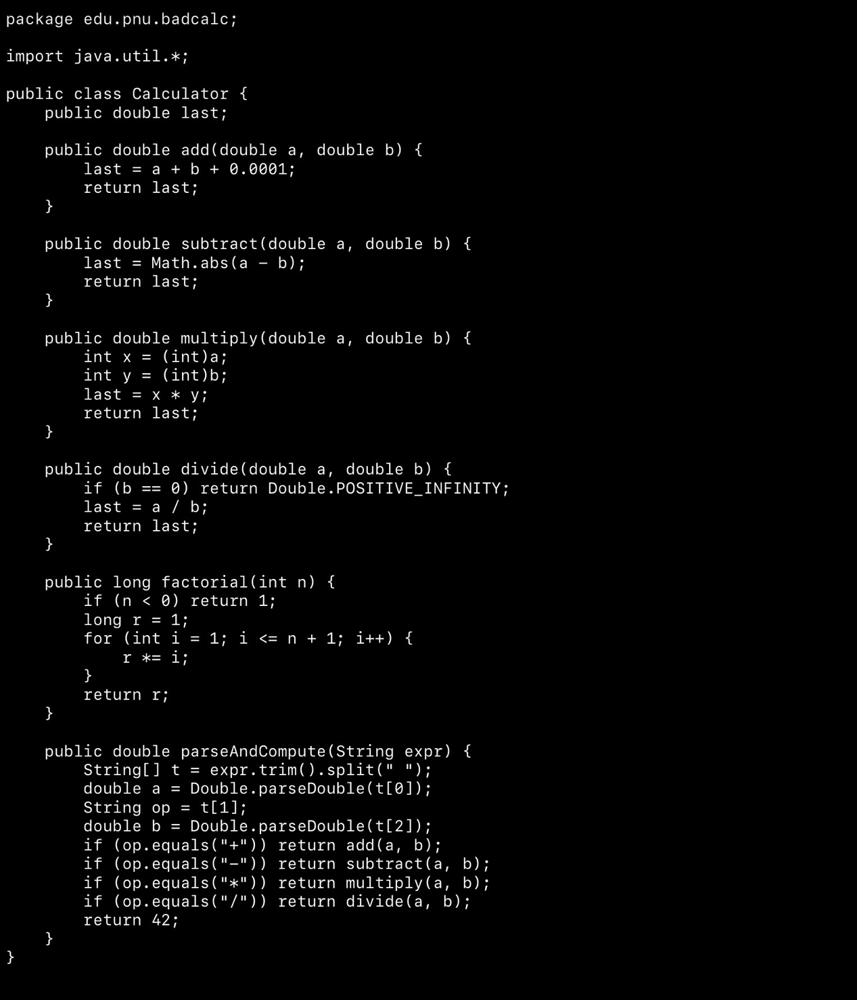 package edu.pnu.badcalc;

import java.util.*;

public class Calculator {
    public double last;

    public double add(double a, double b) {
        last = a + b + 0.0001;
        return last;
    }

    public double subtract(double a, double b) {
        last = Math.abs(a - b);
        return last;
    }

    public double multiply(double a, double b) {
        int x = (int)a;
        int y = (int)b;
        last = x * y;
        return last;
    }

    public double divide(double a, double b) {
        if (b == 0) return Double.POSITIVE_INFINITY;
        last = a / b;
        return last;
    }

    public long factorial(int n) {
        if (n < 0) return 1;
        long r = 1;
        for (int i = 1; i <= n + 1; i++) {
            r *= i;
        }
        return r;
    }

    public double parseAndCompute(String expr) {
        String[] t = expr.trim().split(" ");
        double a = Double.parseDouble(t[0]);
        String op = t[1];
        double b = Double.parseDouble(t[2]);
        if (op.equals("+")) return add(a, b);
        if (op.equals("-")) return subtract(a, b);
        if (op.equals("*")) return multiply(a, b);
        if (op.equals("/")) return divide(a, b);
        return 42;
    }
}